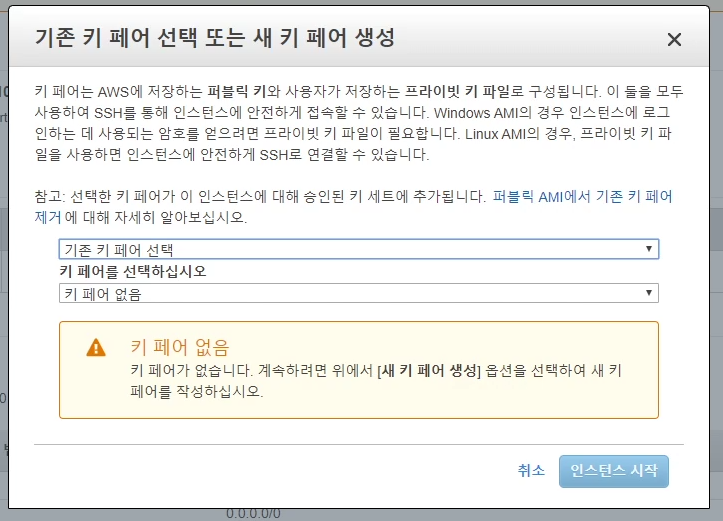 기존 키 페어 선택 또는 새 키 페어 생성
키 페어는 AWS에 저장하는 퍼블릭 키와 사용자가 저장하는 프라이빗 키 파일로 구성됩니다. 이 둘을 모두
사용하여 SSH를 통해 인스턴스에 안전하게 접속할 수 있습니다. Windows AMI의 경우 인스턴스에 로그
인하는 데 사용되는 암호를 얻으려면 프라이빗 키 파일이 필요합니다. Linux AMI의 경우, 프라이빗 키 파
일을 사용하면 인스턴스에 안전하게 SSH로 연결할 수 있습니다.
참고: 선택한 키 페어가 이 인스턴스에 대해 승인된 키 세트에 추가됩니다. 퍼블릭 AMI에서 기존 키 페어
제거 에 대해 자세히 알아보십시오.
기존 키 페어 선택
키 페어를 선택하십시오
키 페어 없음
키 페어 없음
키 페어가 없습니다. 계속하려면 위에서 [새 키 페어 생성] 옵션을 선택하여 새 키
페어를 작성하십시오.
취소 인스턴스 시작
0.0.0.0/0